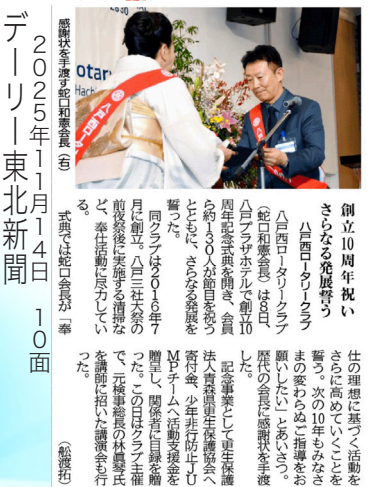 デーリー東北新聞
2025年11月14日 10面
otar
Hachi
八戸西ロータ
感謝状を手渡す蛇口和憲会長(右)
創立10周年祝い
さらなる発展誓う
八戸西ロータリークラブ
八戸西ロータリークラブ
(蛇口和憲会長)は8日、
八戸プラザホテルで創立10
周年記念式典を開き、会員
ら約130人が節目を祝う
とともに、さらなる発展を
誓った。
同クラブは2016年7
月に創立。八戸三社大祭の
前夜祭後に実施する清掃な
ど、奉仕活動に尽力してい
る。
式典では蛇口会長が「奉
仕の理想に基づく活動を
さらに高めていくことを
誓う。次の10年もみなさ
まの変わらぬご指導をお
願いしたい」とあいさつ。
歴代の会長に感謝状を手渡
した。
記念事業として更生保護
法人青森県更生保護協会へ
寄付金、少年非行防止JU
MPチームへ活動支援金を
贈呈し、関係者に目録を贈
った。この日はクラブ主催
で、元検事総長の林眞琴氏
を講師に招いた講演会も行
った。
(舩渡拓)